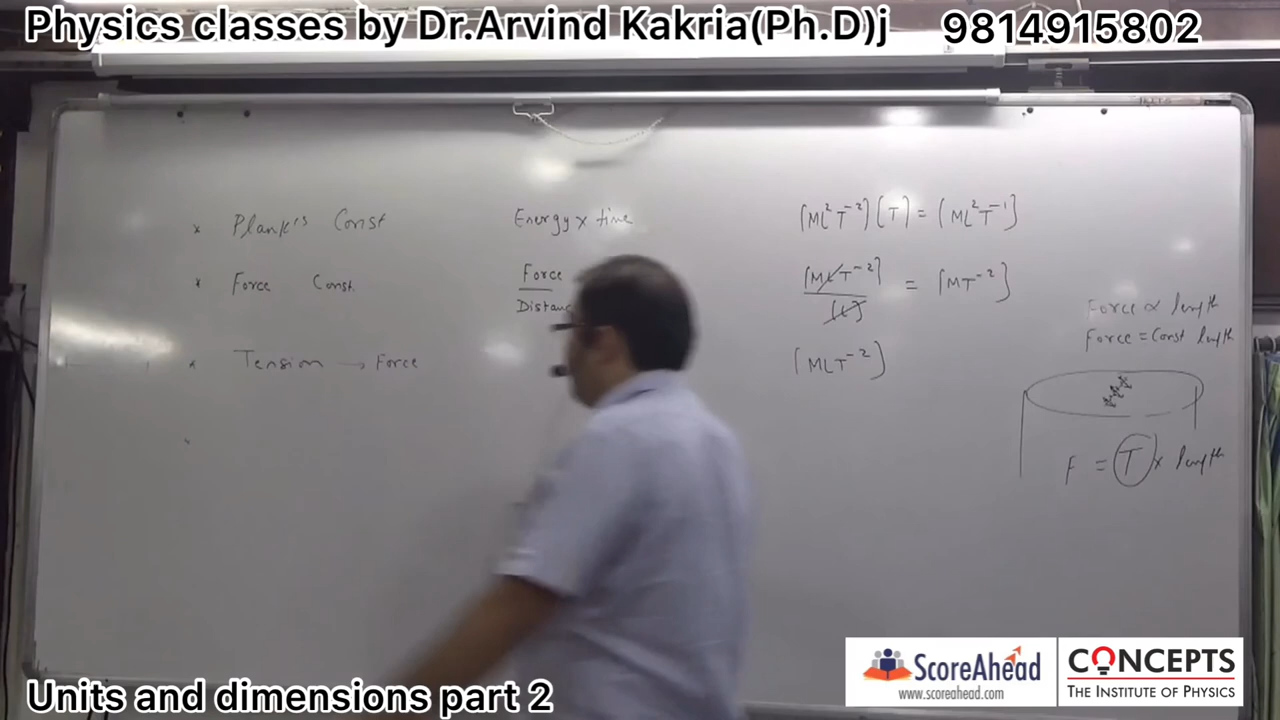 Physics classes by Dr.Arvind Kakria(Ph.D)j 9814915802
* Plank's Const Energy x time [ML²T⁻²][T] = [ML²T⁻¹]
* Force Const. Force / Distanc [MLT⁻²] / [L] = [MT⁻²]
Force ∝ length
Force = Const length
* Tension → Force [MLT⁻²]
F = T x length
Units and dimensions part 2
ScoreAhead
www.scoreahead.com
CONCEPTS
THE INSTITUTE OF PHYSICS